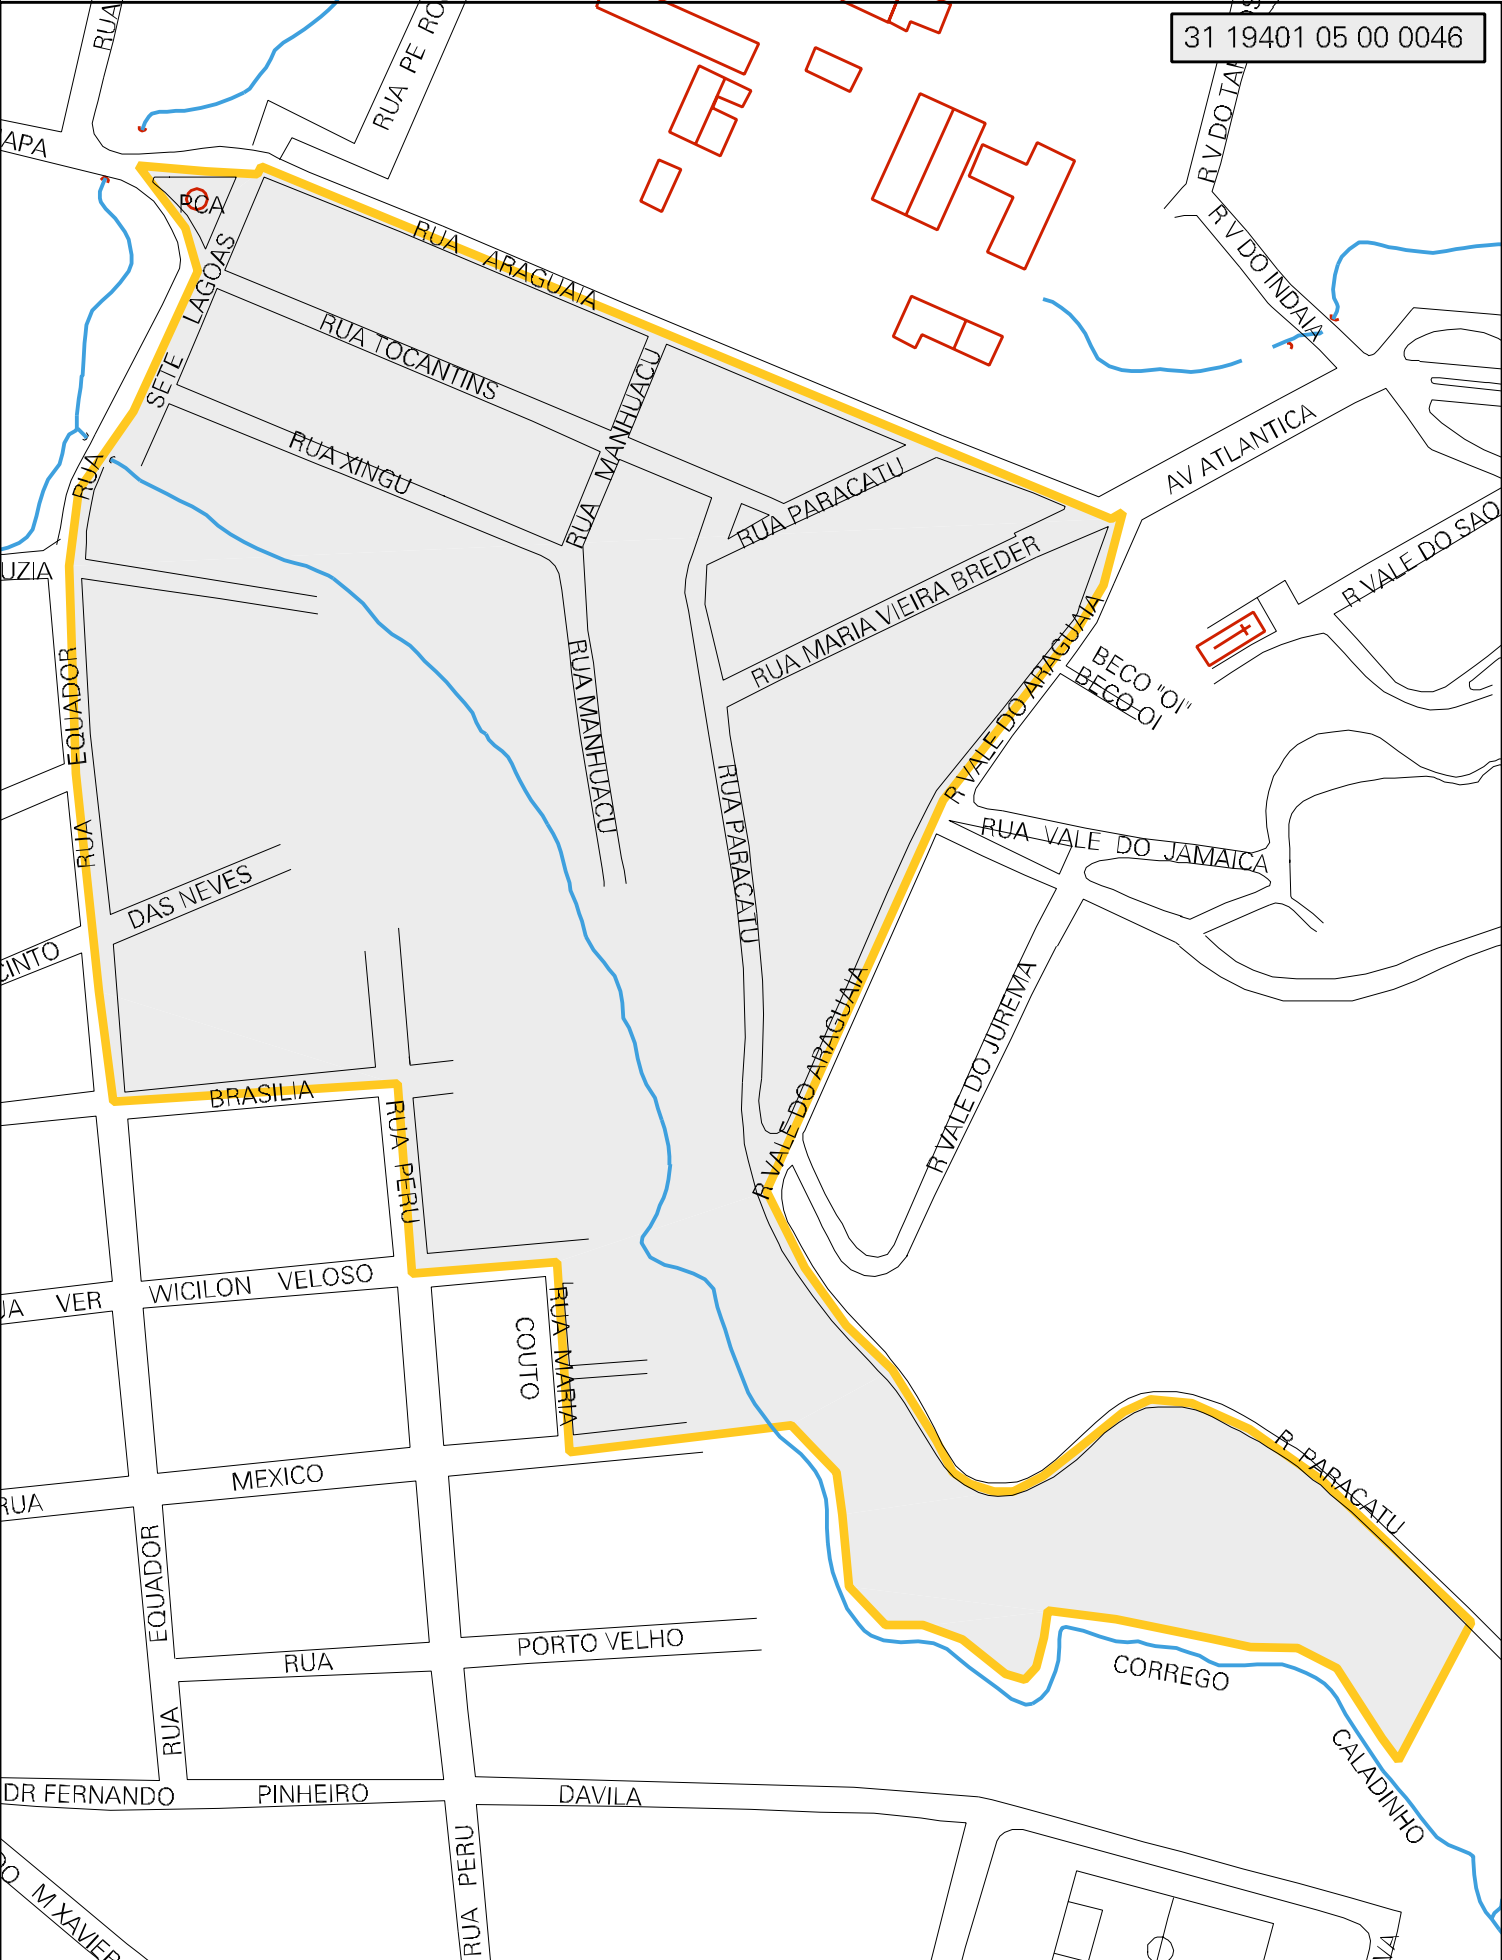 31 19401 05 00 0046
RUA
RUA PE RO
R V DO TAPAJOS
APA
PCA
RUA ARAGUAIA
R V DO INDAIA
RUA SETE LAGOAS
RUA TOCANTINS
RUA MANHUACU
RUA XINGU
RUA PARACATU
AV ATLANTICA
R VALE DO SAO
UZIA
RUA MARIA VIEIRA BREDER
R VALE DO ARAGUAIA
BECO "OI"
BECO OI
RUA EQUADOR
RUA MANHUACU
RUA PARACATU
RUA VALE DO JAMAICA
DAS NEVES
CINTO
R VALE DO ARAGUAIA
R VALE DO JUREMA
BRASILIA
RUA PERU
UA VER WICILON VELOSO
RUA MARIA
COUTO
R PARACATU
RUA MEXICO
RUA EQUADOR
RUA PORTO VELHO
CORREGO
CALADINHO
DR FERNANDO PINHEIRO DAVILA
RUA PERU
DO M XAVIER
VA